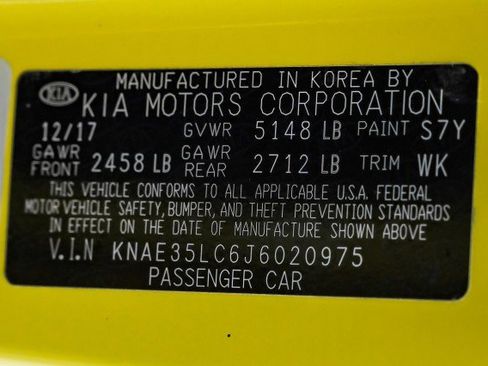 MANUFACTURED IN KOREA BY
KIA KIA MOTORS CORPORATION
12/17 GVWR 5148 LB PAINT S7Y
GAWR FRONT 2458 LB GAWR REAR 2712 LB TRIM WK
THIS VEHICLE CONFORMS TO ALL APPLICABLE U.S.A. FEDERAL
MOTOR VEHICLE SAFETY, BUMPER, AND THEFT PREVENTION STANDARDS
IN EFFECT ON THE DATE OF MANUFACTURE SHOWN ABOVE
V.I.N KNAE35LC6J6020975
PASSENGER CAR